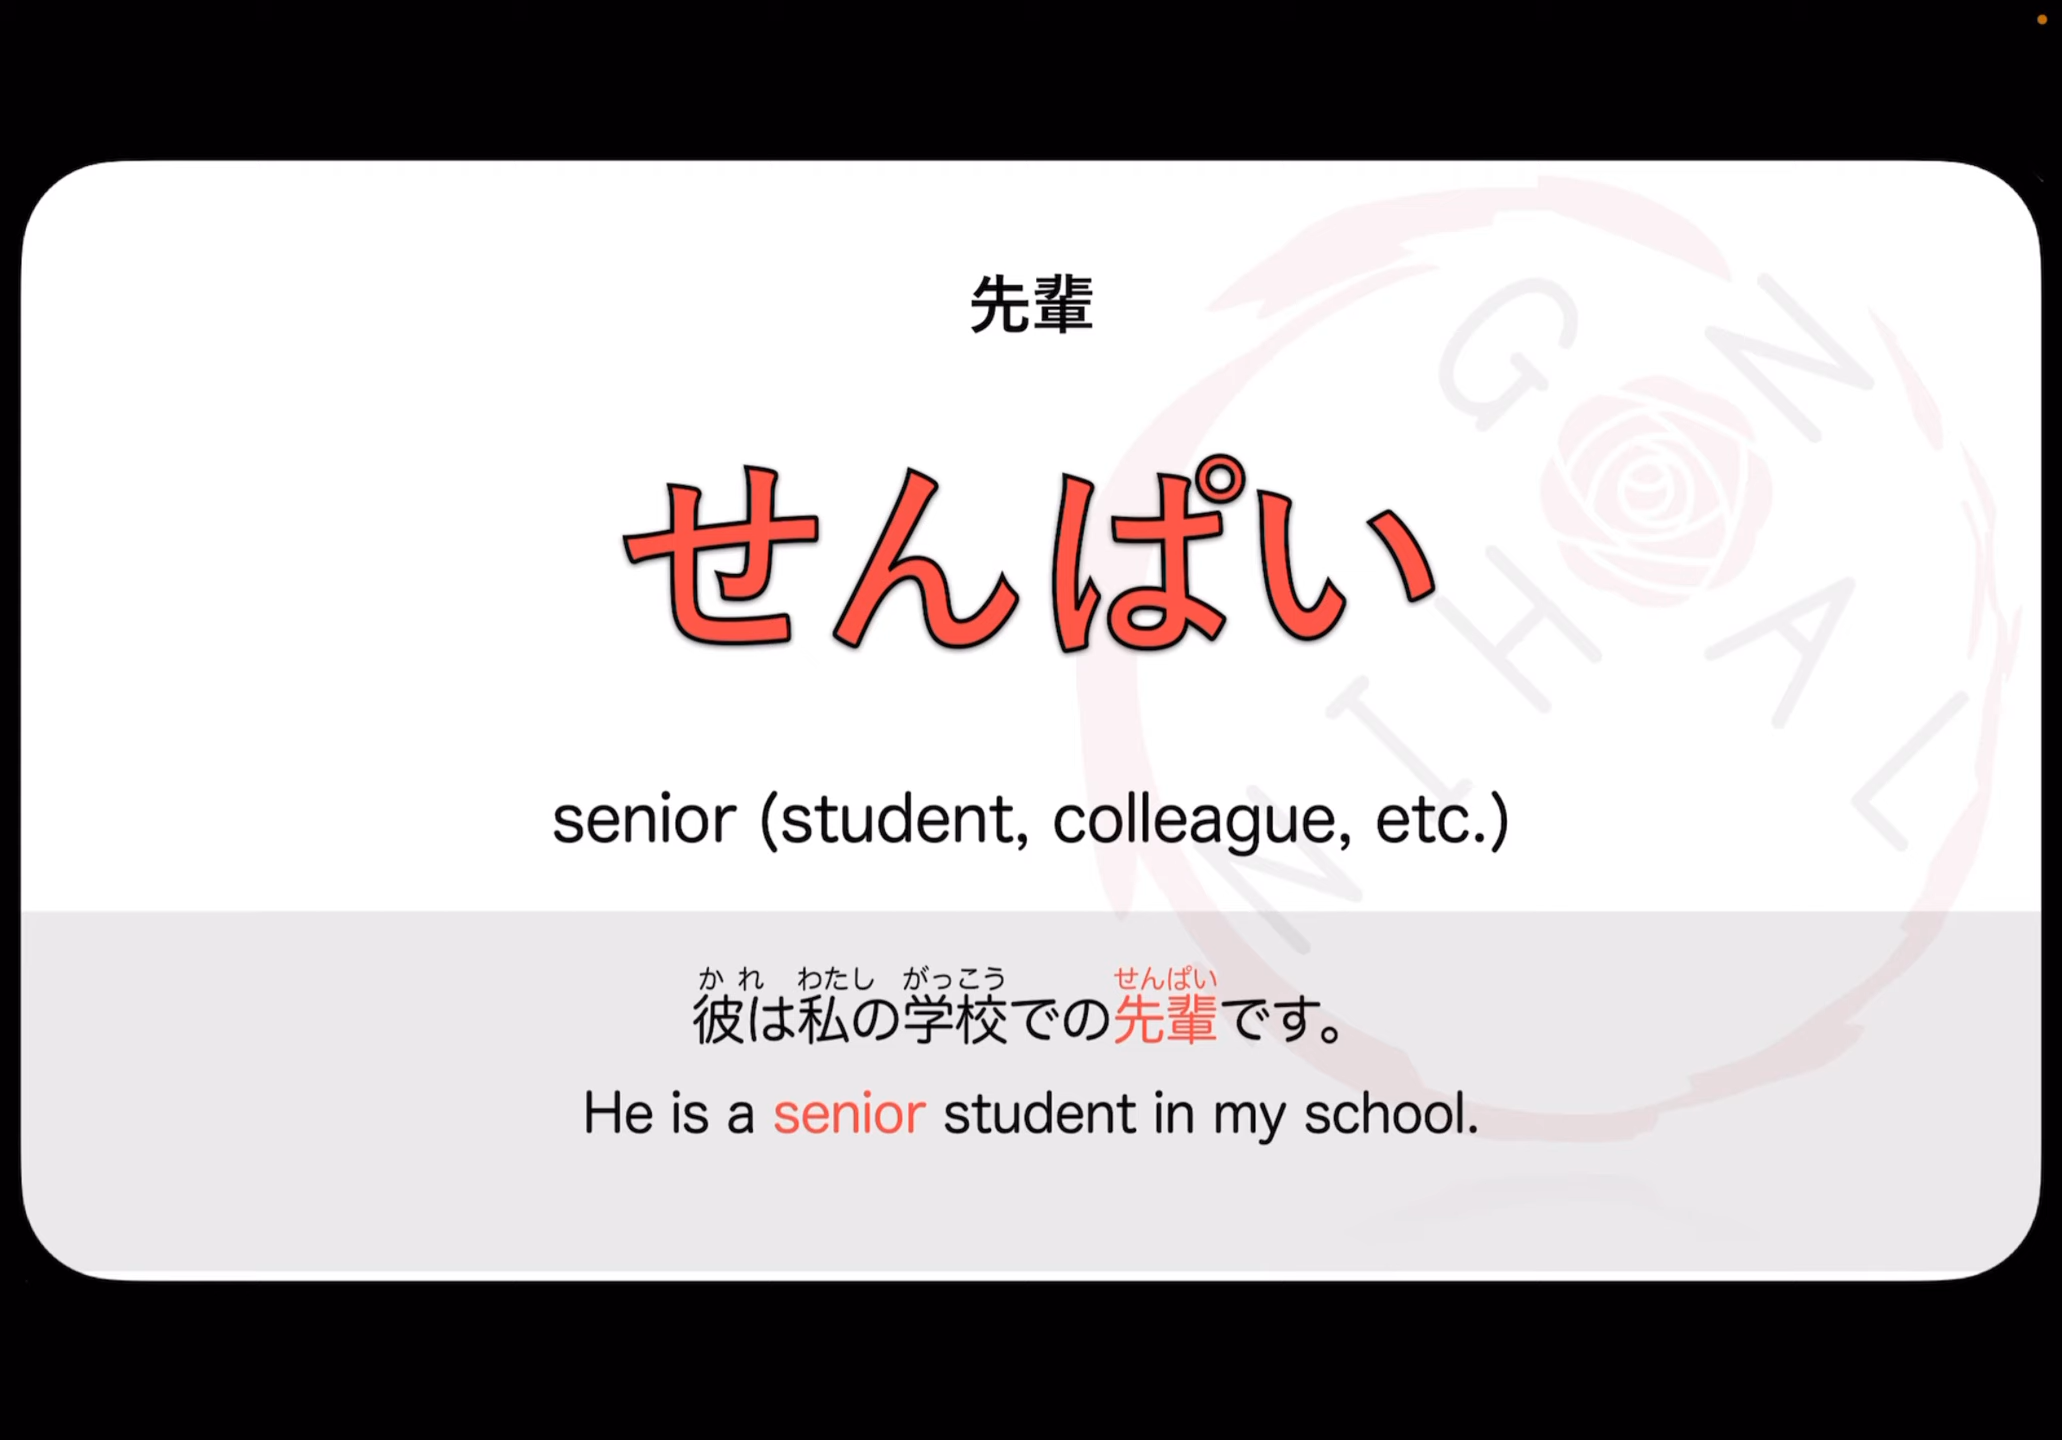 先輩
せんぱい
senior (student, colleague, etc.)
かれ わたし がっこう せんぱい
彼は私の学校での先輩です。
He is a senior student in my school.
NIHON
GAL